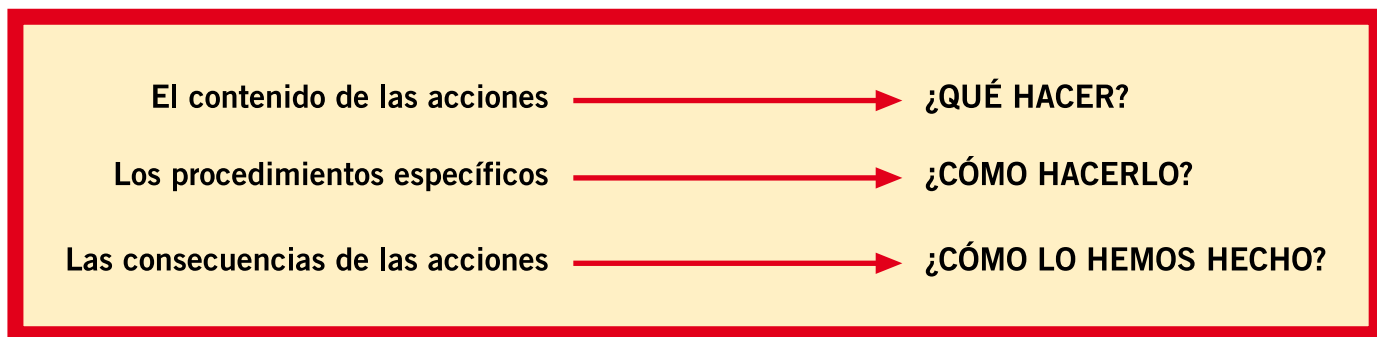 El contenido de las acciones ¿QUÉ HACER?
Los procedimientos específicos ¿CÓMO HACERLO?
Las consecuencias de las acciones ¿CÓMO LO HEMOS HECHO?